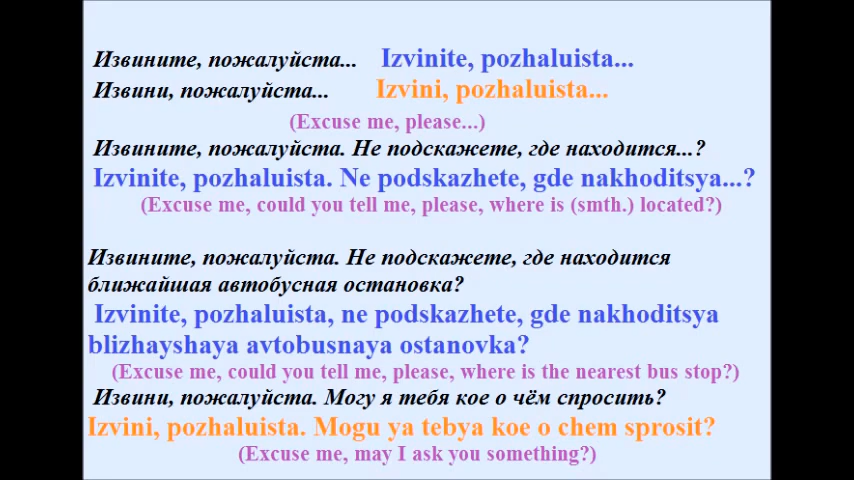 Извините, пожалуйста... Izvinite, pozhaluista...
Извини, пожалуйста... Izvini, pozhaluista...
(Excuse me, please...)
Извините, пожалуйста. Не подскажете, где находится...?
Izvinite, pozhaluista. Ne podskazhete, gde nakhoditsya...?
(Excuse me, could you tell me, please, where is (smth.) located?)
Извините, пожалуйста. Не подскажете, где находится
ближайшая автобусная остановка?
Izvinite, pozhaluista, ne podskazhete, gde nakhoditsya
blizhayshaya avtobusnaya ostanovka?
(Excuse me, could you tell me, please, where is the nearest bus stop?)
Извини, пожалуйста. Могу я тебя кое о чём спросить?
Izvini, pozhaluista. Mogu ya tebya koe o chem sprosit?
(Excuse me, may I ask you something?)